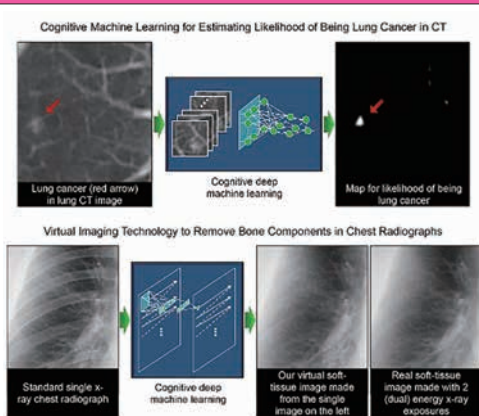 Cognitive Machine Learning for Estimating Likelihood of Being Lung Cancer in CT
Lung cancer (red arrow)
in lung CT image
Cognitive deep
machine learning
Map for likelihood of being
lung cancer
Virtual Imaging Technology to Remove Bone Components in Chest Radiographs
Standard single x-
ray chest radiograph
Cognitive deep
machine learning
Our virtual soft-
tissue image made
from the single
image on the left
Real soft-tissue
image made with 2
(dual) energy x-ray
exposures